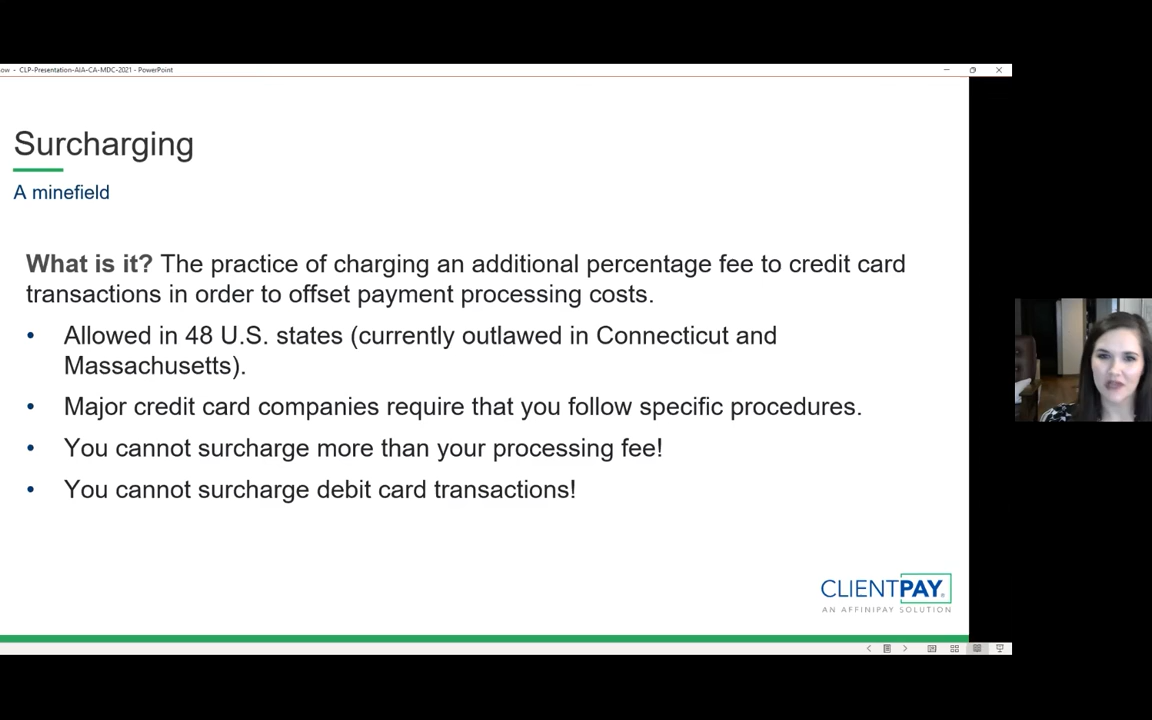 ow - CLP-Presentation-AIA-CA-MDC-2021 - PowerPoint
Surcharging
A minefield
What is it? The practice of charging an additional percentage fee to credit card
transactions in order to offset payment processing costs.
• Allowed in 48 U.S. states (currently outlawed in Connecticut and
Massachusetts).
• Major credit card companies require that you follow specific procedures.
• You cannot surcharge more than your processing fee!
• You cannot surcharge debit card transactions!
CLIENTPAY®
AN AFFINIPAY SOLUTION